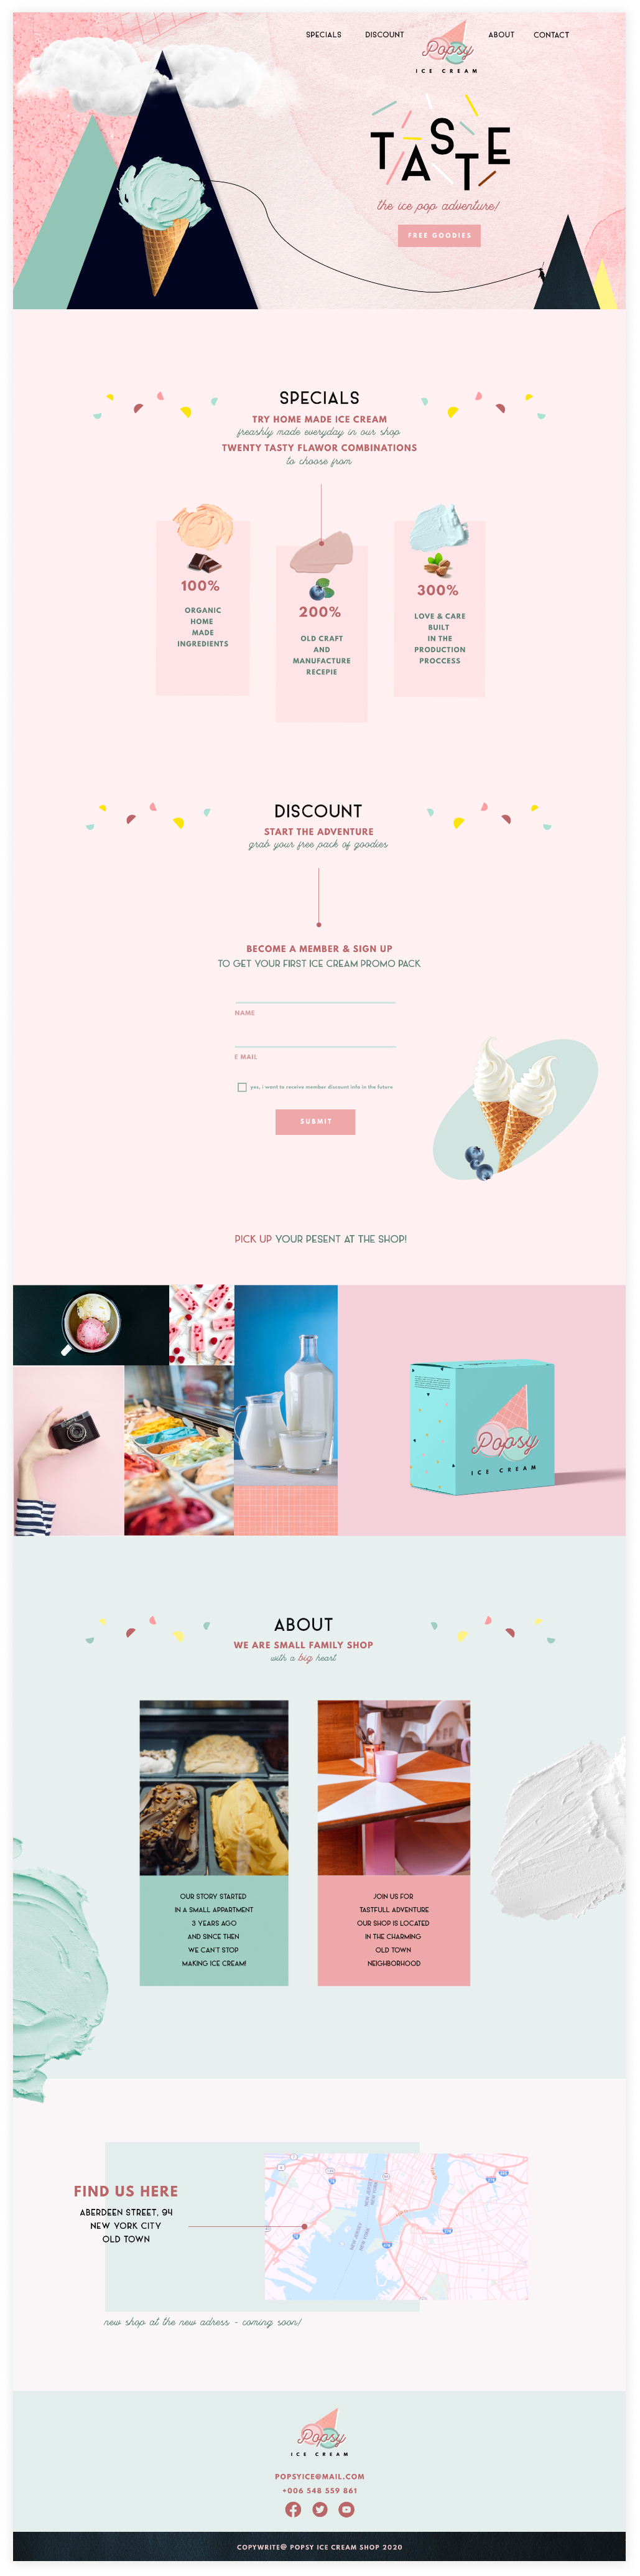 SPECIALS DISCOUNT Popsy ABOUT CONTACT
ICE CREAM
TASTE
the ice pop adventure!
FREE GOODIES
SPECIALS
TRY HOME MADE ICE CREAM
freashly made everyday in our shop
TWENTY TASTY FLAWOR COMBINATIONS
to choose from
100%
ORGANIC
HOME
MADE
INGREDIENTS
200%
OLD CRAFT
AND
MANUFACTURE
RECEPIE
300%
LOVE & CARE
BUILT
IN THE
PRODUCTION
PROCCESS
DISCOUNT
START THE ADVENTURE
grab your free pack of goodies
BECOME A MEMBER & SIGN UP
TO GET YOUR FIRST ICE CREAM PROMO PACK
NAME
E MAIL
yes, i want to receive member discount info in the future
SUBMIT
PICK UP YOUR PESENT AT THE SHOP!
Popsy
ICE CREAM
ABOUT
WE ARE SMALL FAMILY SHOP
with a big heart
OUR STORY STARTED
IN A SMALL APPARTMENT
3 YEARS AGO
AND SINCE THEN
WE CAN'T STOP
MAKING ICE CREAM!
JOIN US FOR
TASTFULL ADVENTURE
OUR SHOP IS LOCATED
IN THE CHARMING
OLD TOWN
NEIGHBORHOOD
FIND US HERE
ABERDEEN STREET, 94
NEW YORK CITY
OLD TOWN
NEW JERSEY
NEW YORK
NEW JERSEY
NEW YORK
new shop at the new adress - coming soon!
Popsy
ICE CREAM
POPSYICE@MAIL.COM
+006 548 559 861
COPYWRITE@ POPSY ICE CREAM SHOP 2020